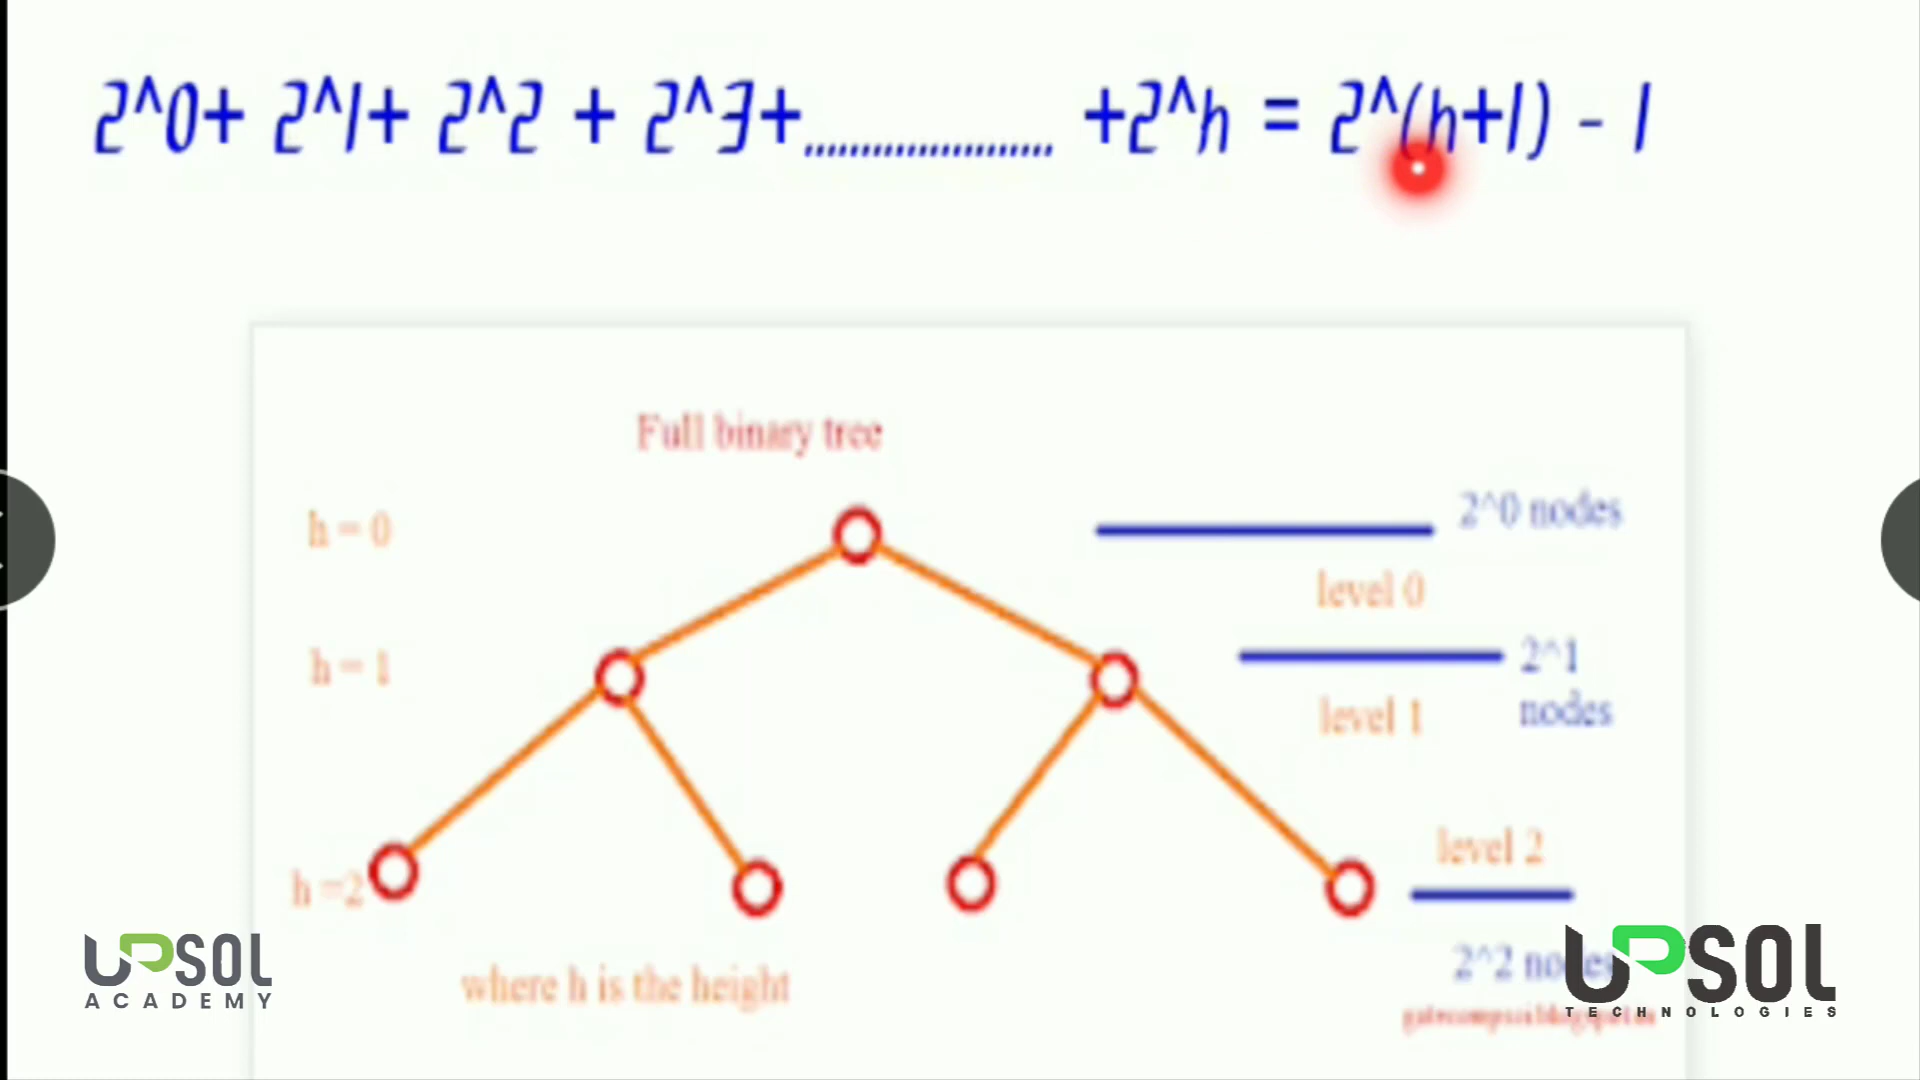 2^0+ 2^1+ 2^2 + 2^3+..................... +2^h = 2^(h+1) - 1
Full binary tree
h = 0
2^0 nodes
level 0
h = 1
2^1
nodes
level 1
level 2
h =2
2^2 nodes
where h is the height
UPSOL
ACADEMY
UPSOL
TECHNOLOGIES